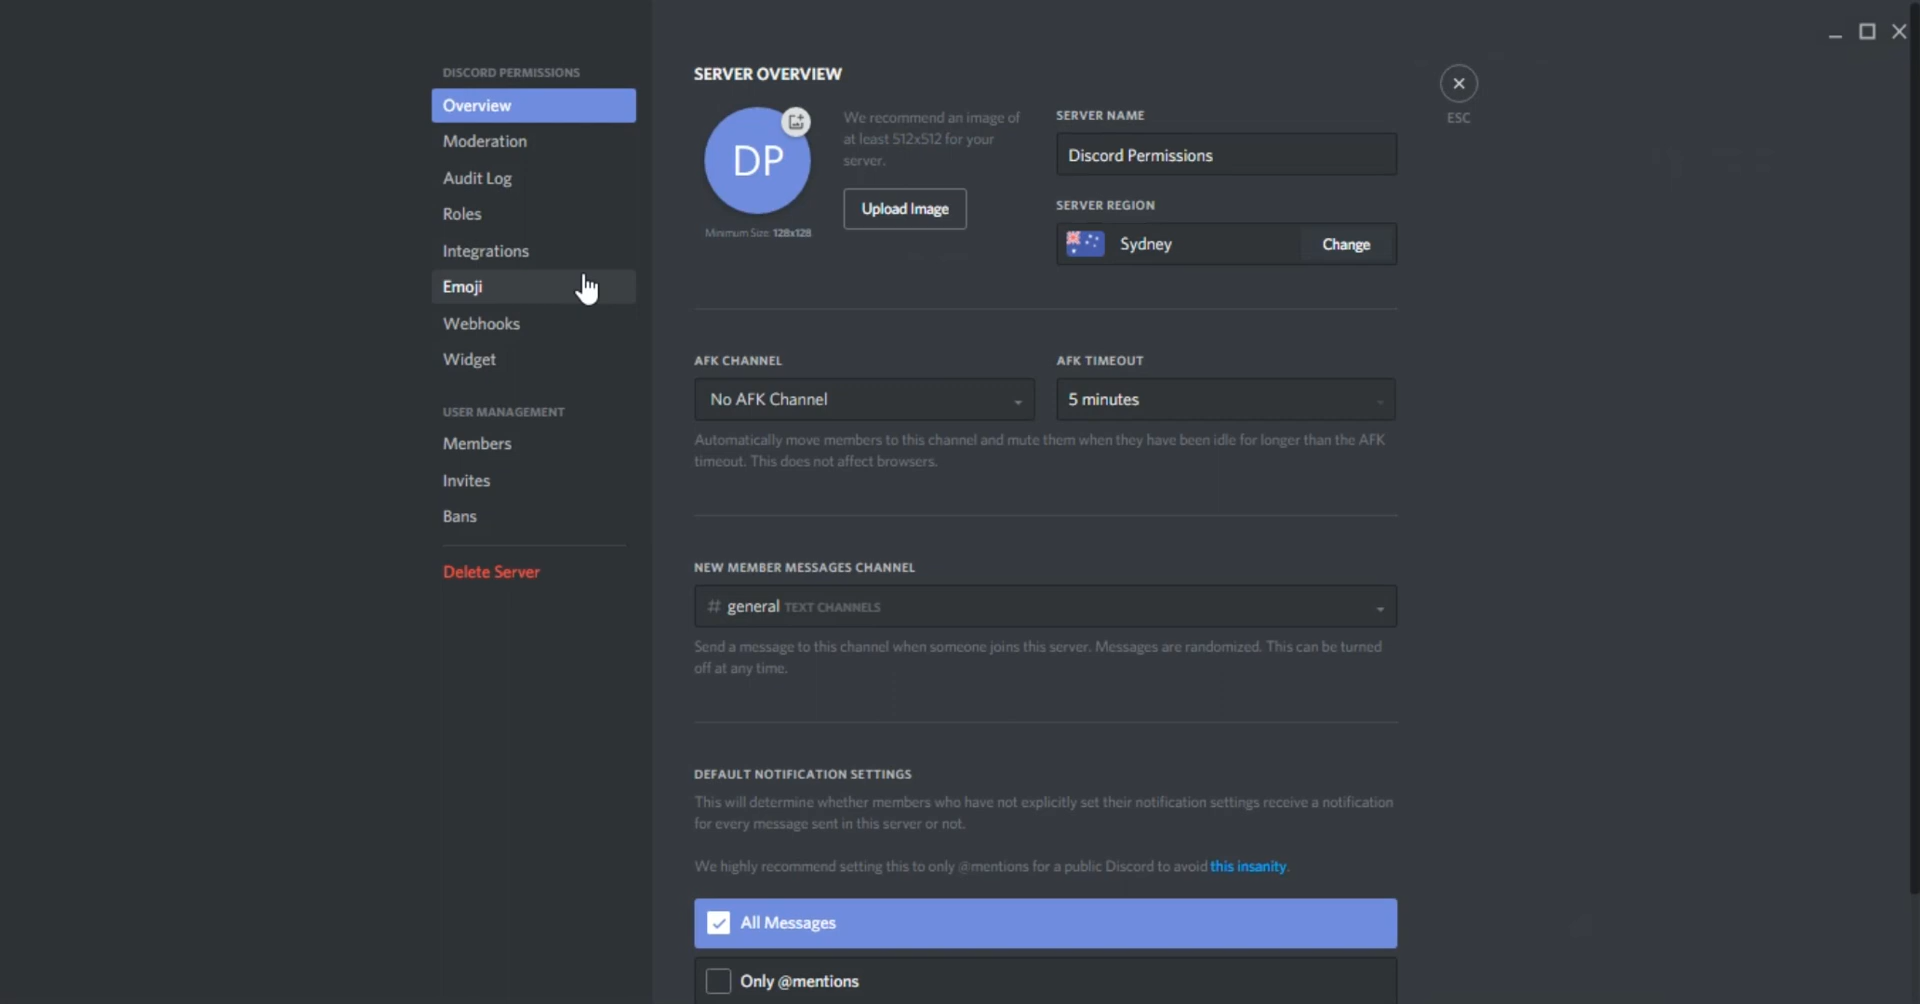 DISCORD PERMISSIONS
Overview
Moderation
Audit Log
Roles
Integrations
Emoji
Webhooks
Widget
USER MANAGEMENT
Members
Invites
Bans
Delete Server
SERVER OVERVIEW
DP
Minimum Size: 128x128
We recommend an image of
at least 512x512 for your
server.
Upload Image
SERVER NAME
Discord Permissions
SERVER REGION
Sydney
Change
ESC
AFK CHANNEL
No AFK Channel
AFK TIMEOUT
5 minutes
Automatically move members to this channel and mute them when they have been idle for longer than the AFK
timeout. This does not affect browsers.
NEW MEMBER MESSAGES CHANNEL
# general TEXT CHANNELS
Send a message to this channel when someone joins this server. Messages are randomized. This can be turned
off at any time.
DEFAULT NOTIFICATION SETTINGS
This will determine whether members who have not explicitly set their notification settings receive a notification
for every message sent in this server or not.
We highly recommend setting this to only @mentions for a public Discord to avoid this insanity.
All Messages
Only @mentions